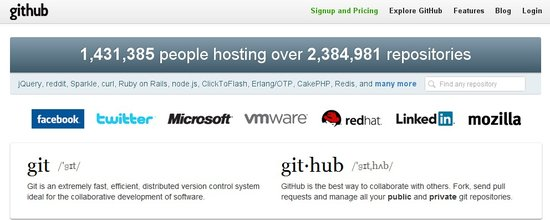 github
Signup and Pricing Explore GitHub Features Blog Login
1,431,385 people hosting over 2,384,981 repositories
jQuery, reddit, Sparkle, curl, Ruby on Rails, node.js, ClickToFlash, Erlang/OTP, CakePHP, Redis, and many more
Find any repository
facebook twitter Microsoft vmware redhat. LinkedIn mozilla
git /'gɪt/
Git is an extremely fast, efficient, distributed version control system
ideal for the collaborative development of software.
git·hub /'gɪt,hʌb/
GitHub is the best way to collaborate with others. Fork, send pull
requests and manage all your public and private git repositories.